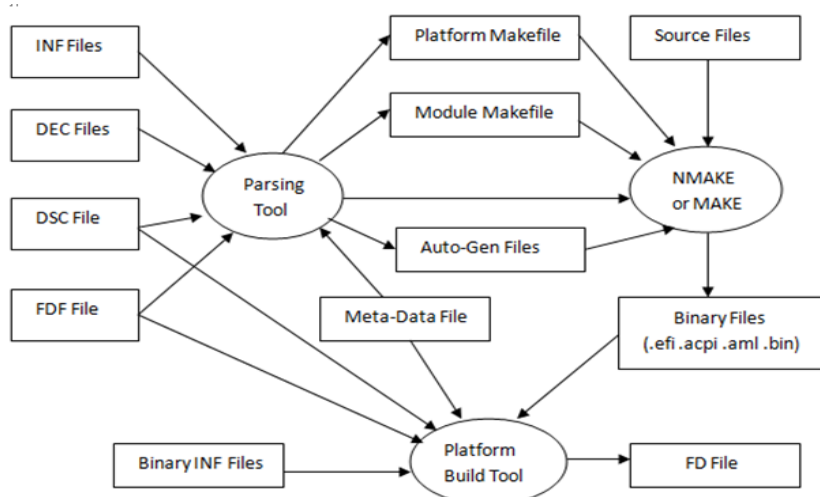 INF Files
Platform Makefile
Source Files
DEC Files
Module Makefile
Parsing
Tool
NMAKE
or MAKE
DSC File
Auto-Gen Files
FDF File
Meta-Data File
Binary Files
(.efi .acpi .aml .bin)
Binary INF Files
Platform
Build Tool
FD File